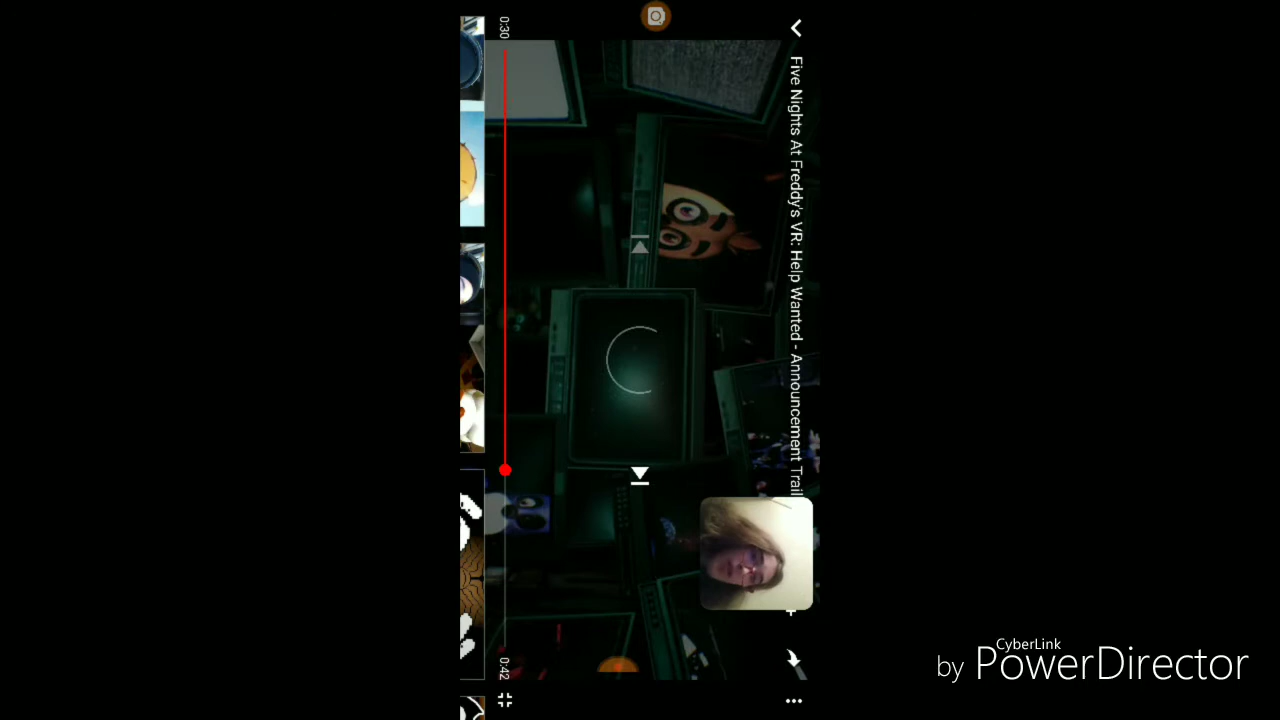 0:30
Five Nights At Freddy's VR: Help Wanted - Announcement Trail
0:42
CyberLink
by PowerDirector